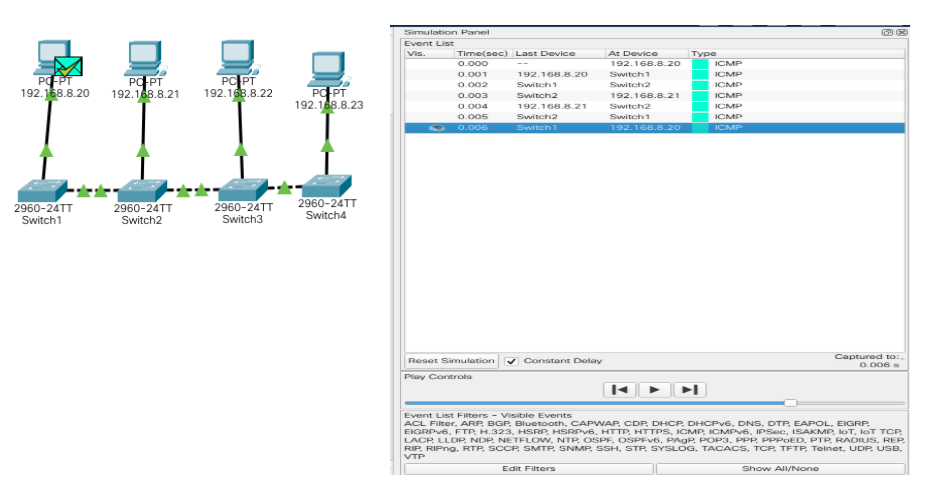 PC-PT
192.168.8.20
PC-PT
192.168.8.21
PC-PT
192.168.8.22
PC-PT
192.168.8.23
2960-24TT
Switch1
2960-24TT
Switch2
2960-24TT
Switch3
2960-24TT
Switch4
Simulation Panel
Event List
Vis. Time(sec) Last Device At Device Type
0.000 -- 192.168.8.20 ICMP
0.001 192.168.8.20 Switch1 ICMP
0.002 Switch1 Switch2 ICMP
0.003 Switch2 192.168.8.21 ICMP
0.004 192.168.8.21 Switch2 ICMP
0.005 Switch2 Switch1 ICMP
0.006 Switch1 192.168.8.20 ICMP
Reset Simulation Constant Delay Captured to:.
0.006 s
Play Controls
Event List Filters - Visible Events
ACL Filter, ARP, BGP, Bluetooth, CAPWAP, CDP, DHCP, DHCPv6, DNS, DTP, EAPOL, EIGRP,
EIGRPv6, FTP, H.323, HSRP, HSRPv6, HTTP, HTTPS, ICMP, ICMPv6, IPSec, ISAKMP, IoT, IoT TCP,
LACP, LLDP, NDP, NETFLOW, NTP, OSPF, OSPFv6, PAgP, POP3, PPP, PPPoED, PTP, RADIUS, REP,
RIP, RIPng, RTP, SCCP, SMTP, SNMP, SSH, STP, SYSLOG, TACACS, TCP, TFTP, Telnet, UDP, USB,
VTP
Edit Filters Show All/None